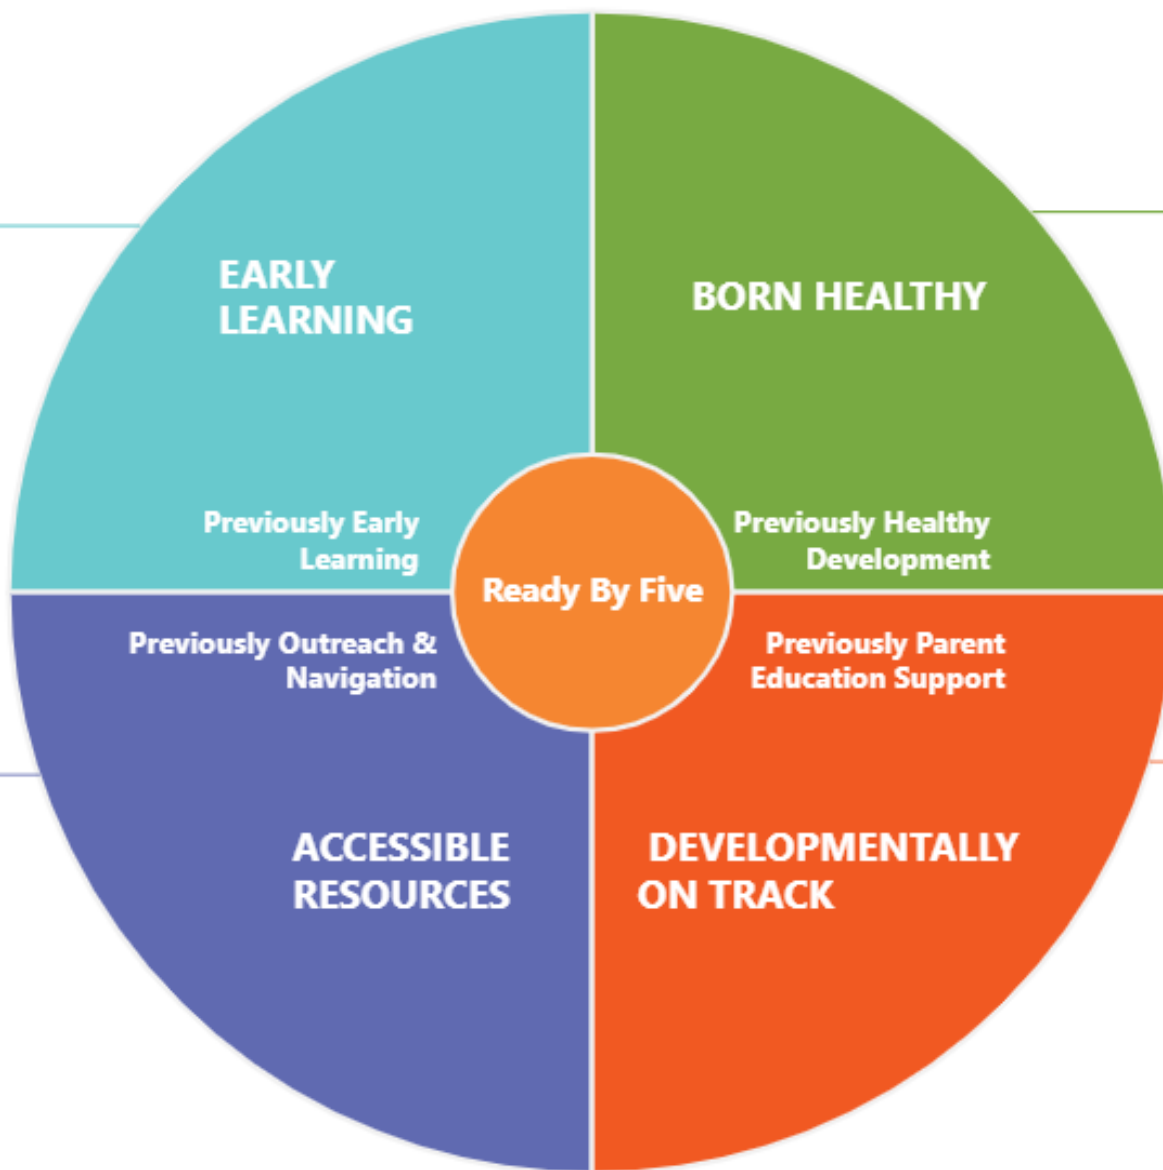 EARLY
LEARNING
BORN HEALTHY
Previously Early
Learning
Previously Healthy
Development
Ready By Five
Previously Outreach &
Navigation
Previously Parent
Education Support
ACCESSIBLE
RESOURCES
DEVELOPMENTALLY
ON TRACK